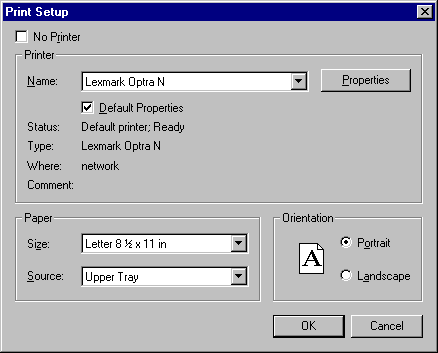 Print Setup
No Printer
Printer
Name: Lexmark Optra N Properties
Default Properties
Status: Default printer; Ready
Type: Lexmark Optra N
Where: network
Comment:
Paper
Size: Letter 8 ½ x 11 in
Source: Upper Tray
Orientation
A
Portrait
Landscape
OK Cancel